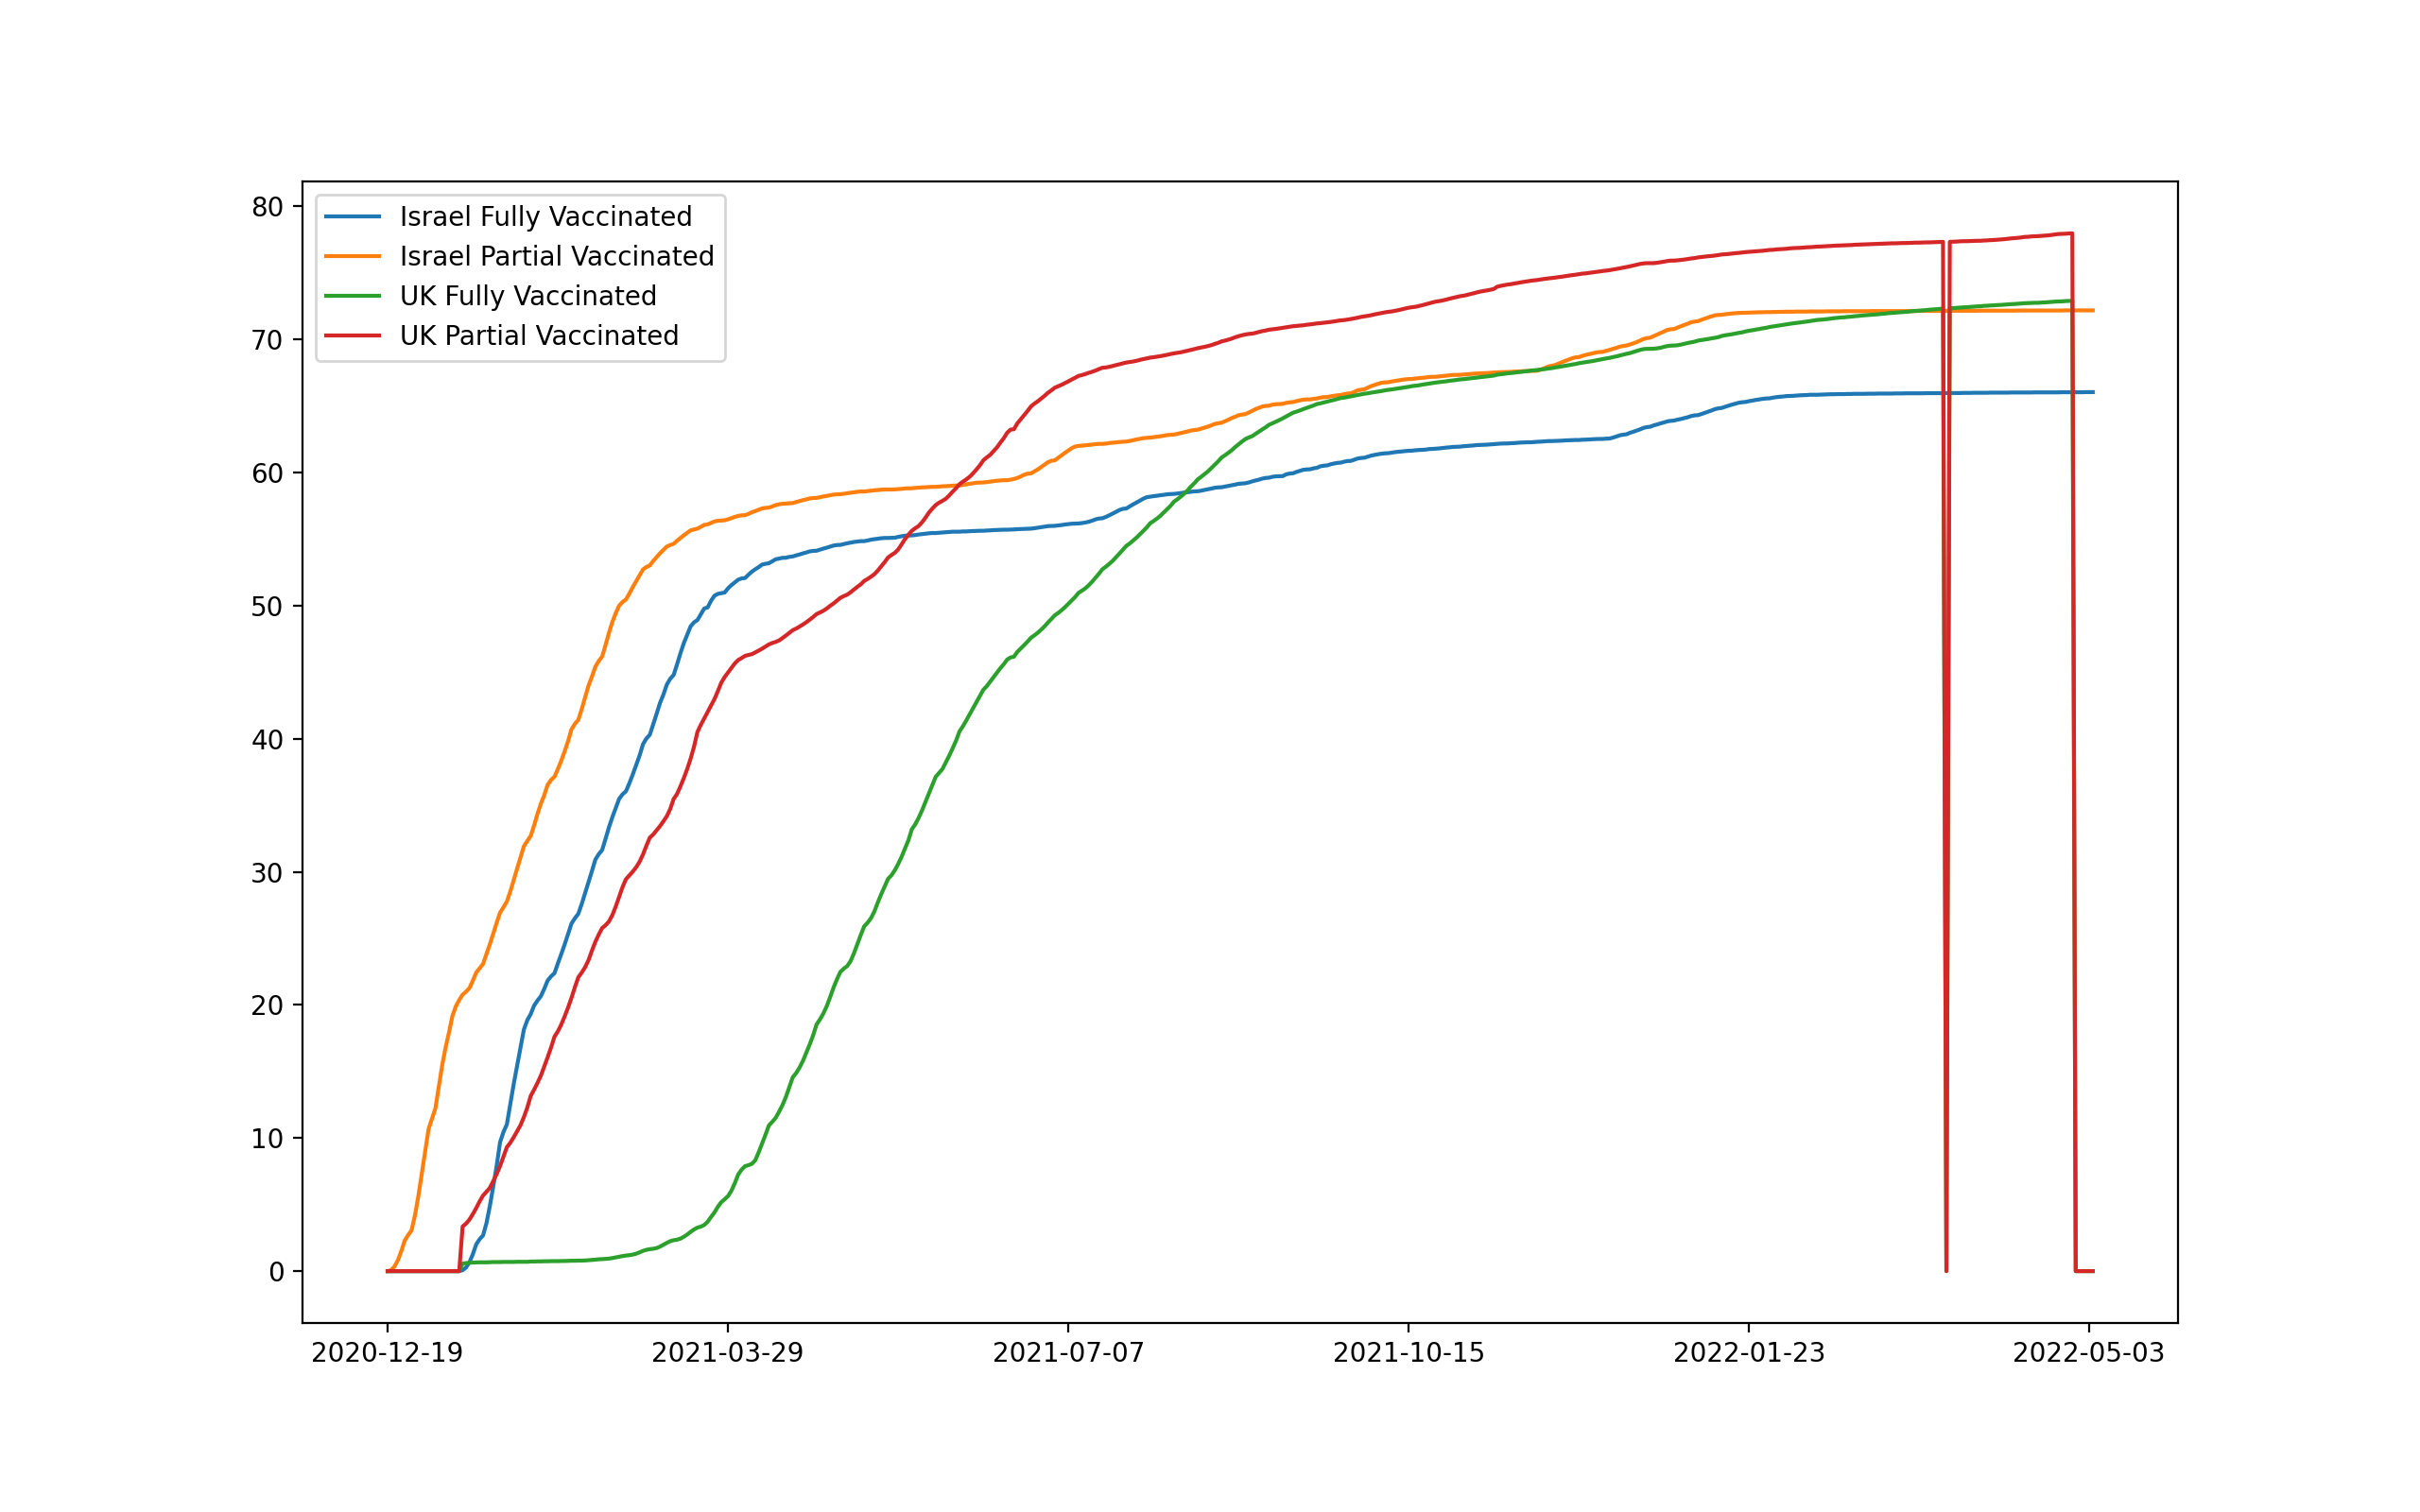 Israel Fully Vaccinated
Israel Partial Vaccinated
UK Fully Vaccinated
UK Partial Vaccinated
80
70
60
50
40
30
20
10
0
2020-12-19 2021-03-29 2021-07-07 2021-10-15 2022-01-23 2022-05-03